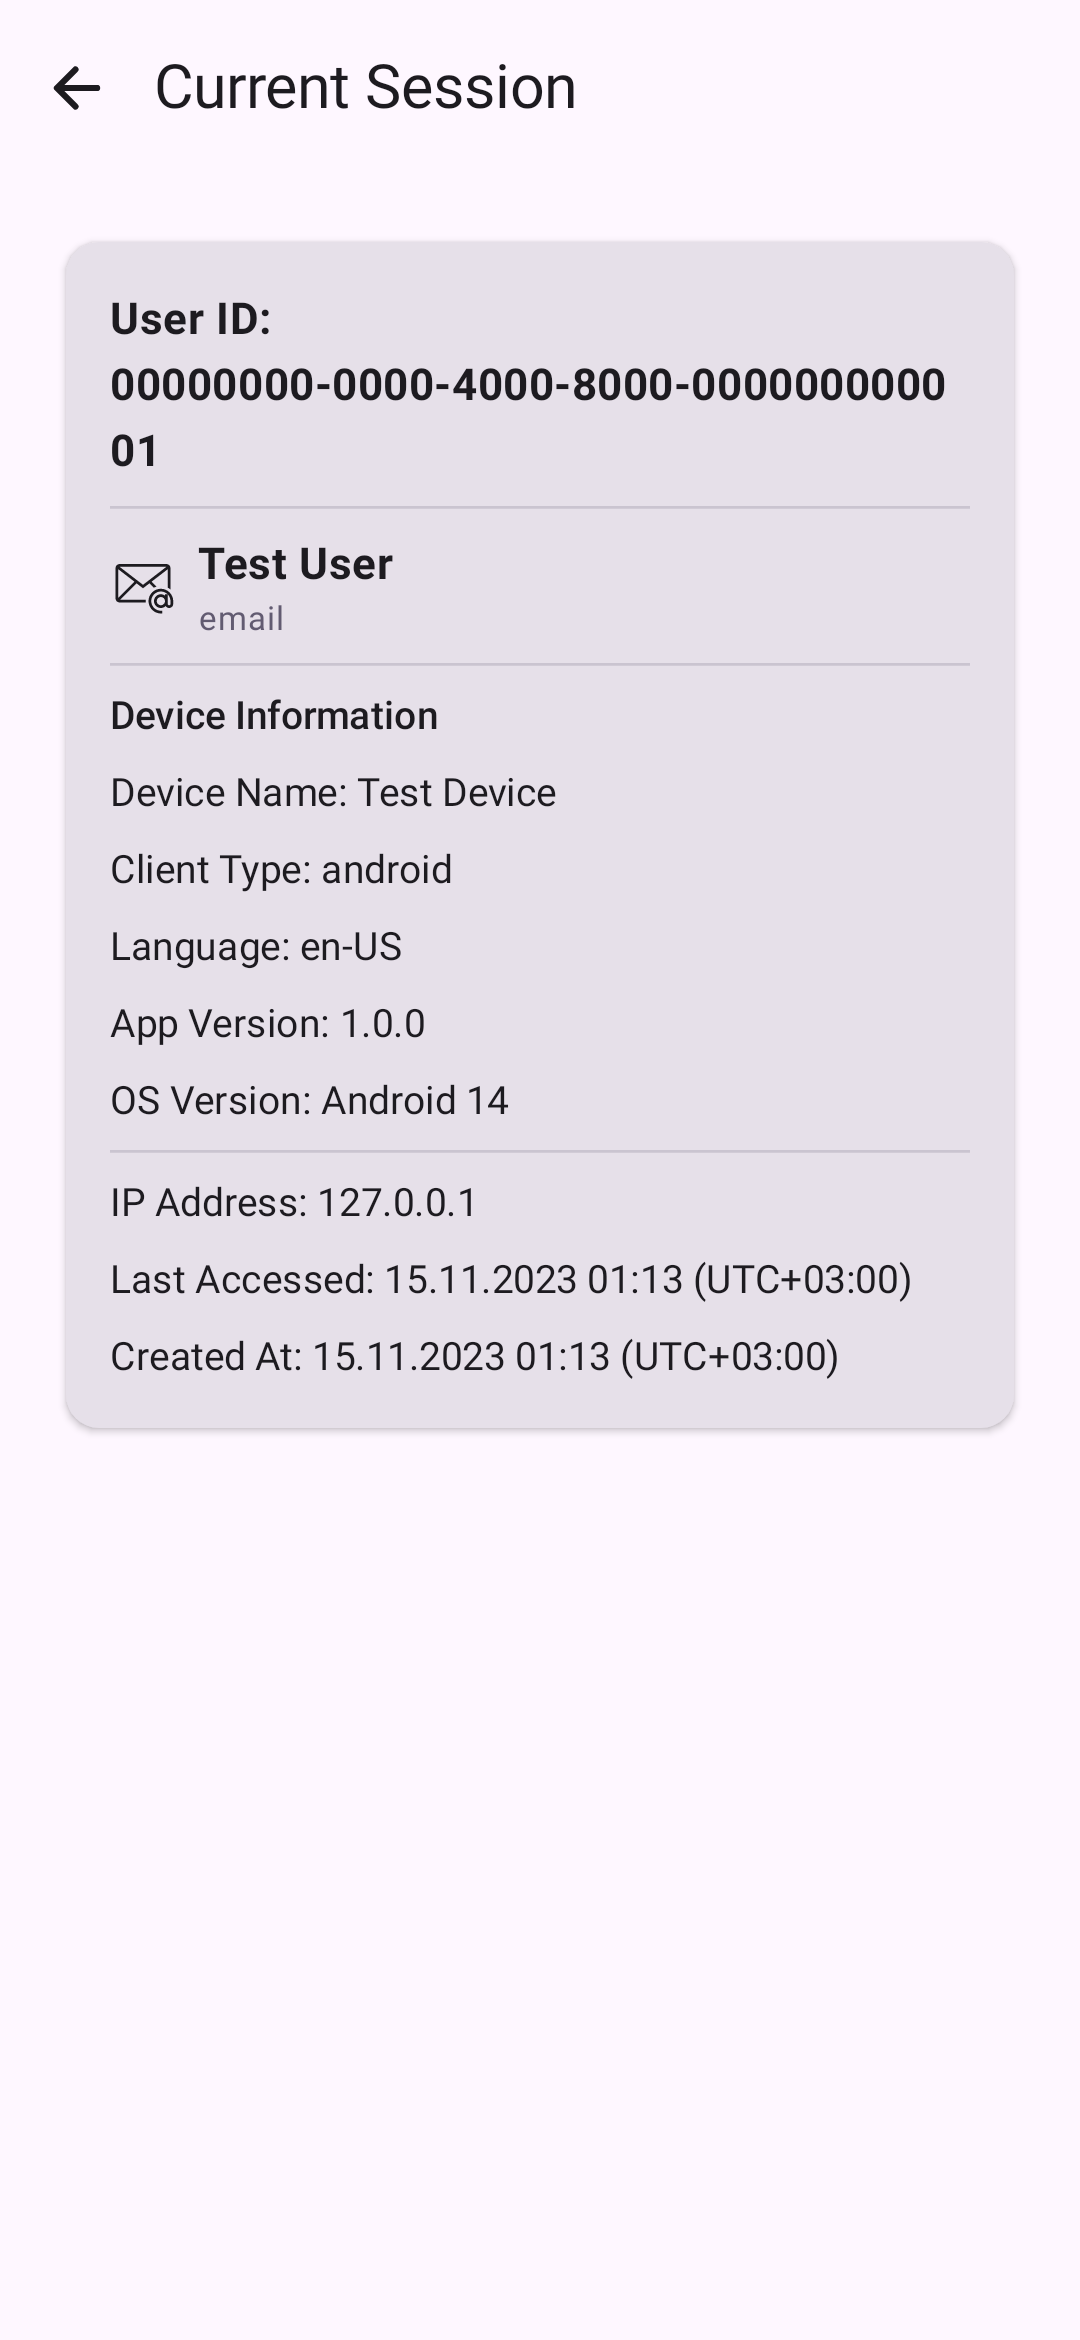 Current Session
User ID:
00000000-0000-4000-8000-0000000000
01
Test User
email
Device Information
Device Name: Test Device
Client Type: android
Language: en-US
App Version: 1.0.0
OS Version: Android 14
IP Address: 127.0.0.1
Last Accessed: 15.11.2023 01:13 (UTC+03:00)
Created At: 15.11.2023 01:13 (UTC+03:00)